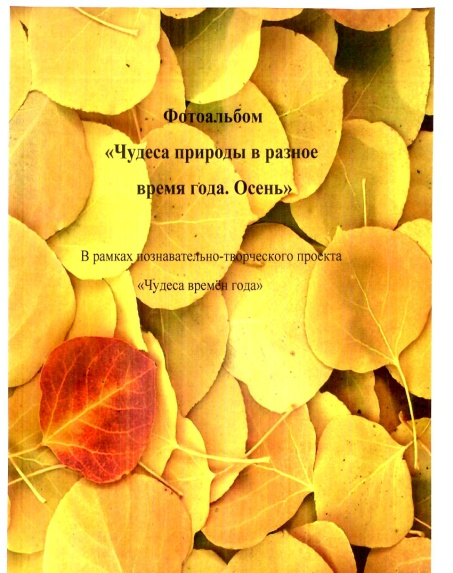 Фотоальбом
«Чудеса природы в разное
время года. Осень»
В рамках познавательно-творческого проекта
«Чудеса времён года»